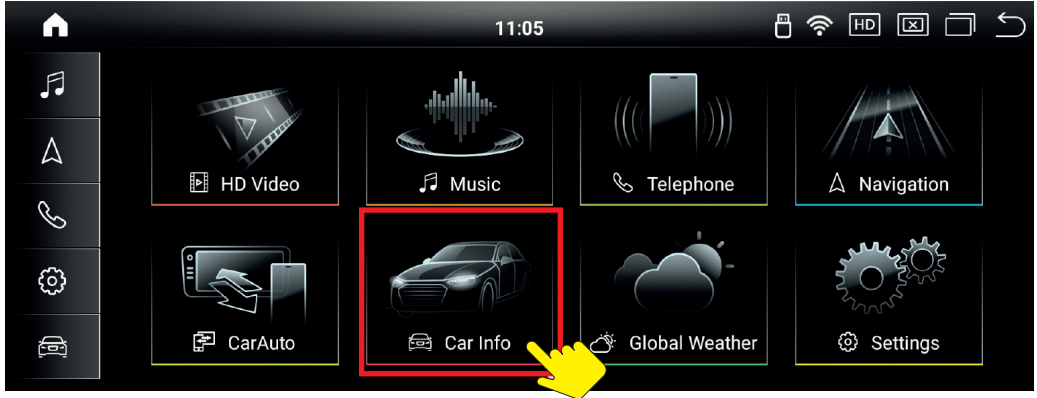 11:05
HD
HD Video
Music
Telephone
Navigation
CarAuto
Car Info
Global Weather
Settings